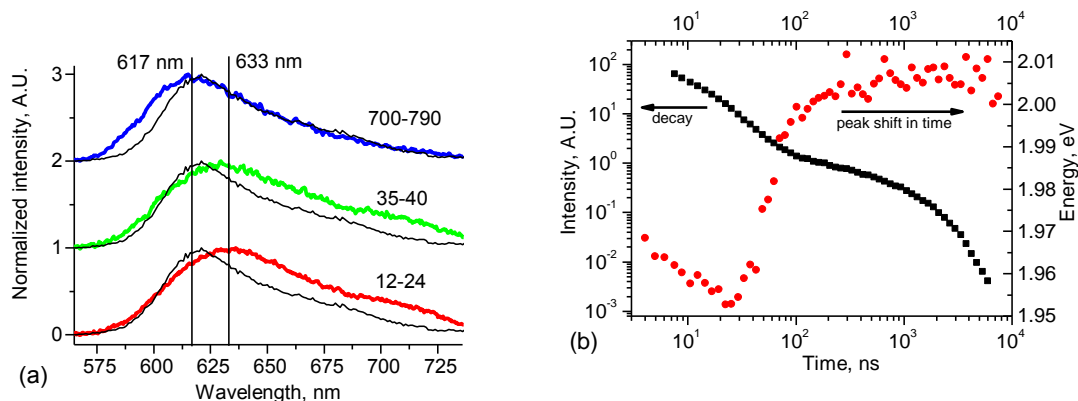 617 nm
633 nm
3
700-790
2
35-40
1
12-24
0
575 600 625 650 675 700 725
Wavelength, nm
Normalized intensity, A.U.
(a)
10^1 10^2 10^3 10^4
10^2
10^1
10^0
10^-1
10^-2
10^-3
Intensity, A.U.
decay
peak shift in time
2.01
2.00
1.99
1.98
1.97
1.96
1.95
Energy, eV
10^1 10^2 10^3 10^4
Time, ns
(b)